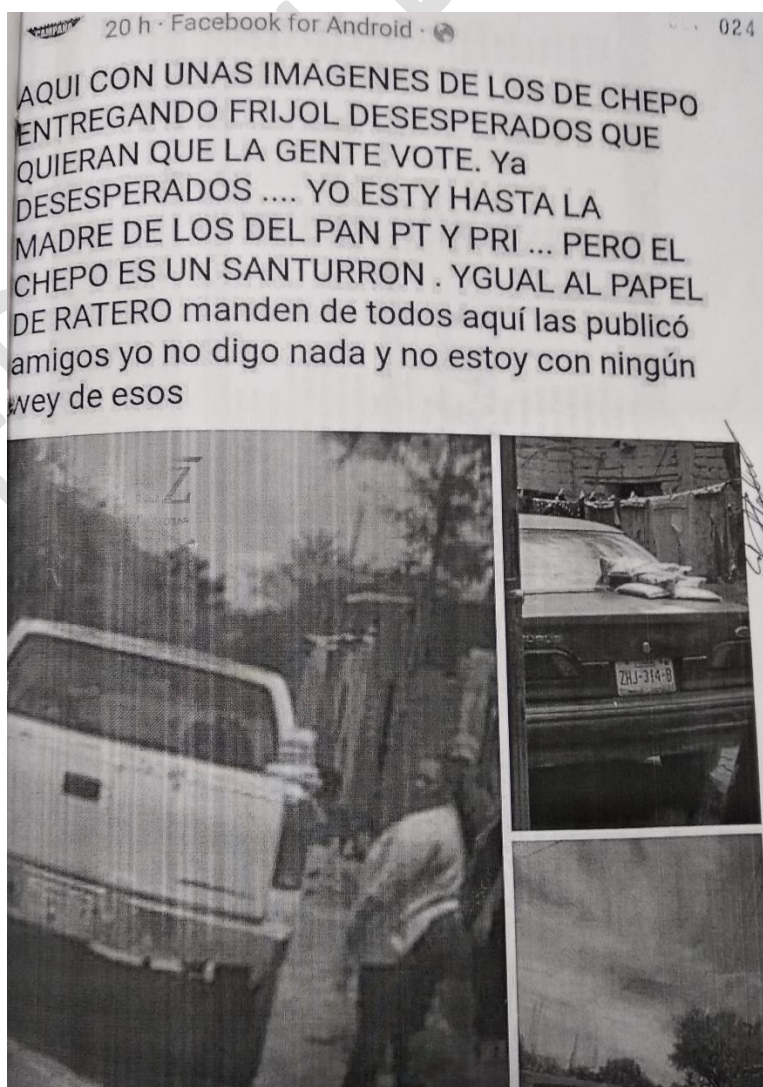 20 h · Facebook for Android ·
024
AQUI CON UNAS IMAGENES DE LOS DE CHEPO
ENTREGANDO FRIJOL DESESPERADOS QUE
QUIERAN QUE LA GENTE VOTE. Ya
DESESPERADOS .... YO ESTY HASTA LA
MADRE DE LOS DEL PAN PT Y PRI ... PERO EL
CHEPO ES UN SANTURRON . YGUAL AL PAPEL
DE RATERO manden de todos aquí las publicó
amigos yo no digo nada y no estoy con ningún
wey de esos
ZHJ-314-B